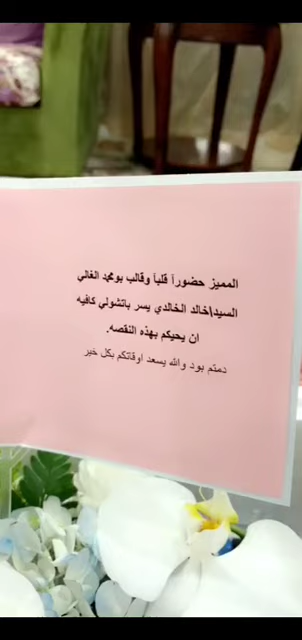 المميز حضوراً قلباً وقالب بومحمد الغالي
السيد/خالد الخالدي يسر باتشولي كافيه
ان يحيكم بهذه النقصه.
دمتم بود والله يسعد اوقاتكم بكل خير